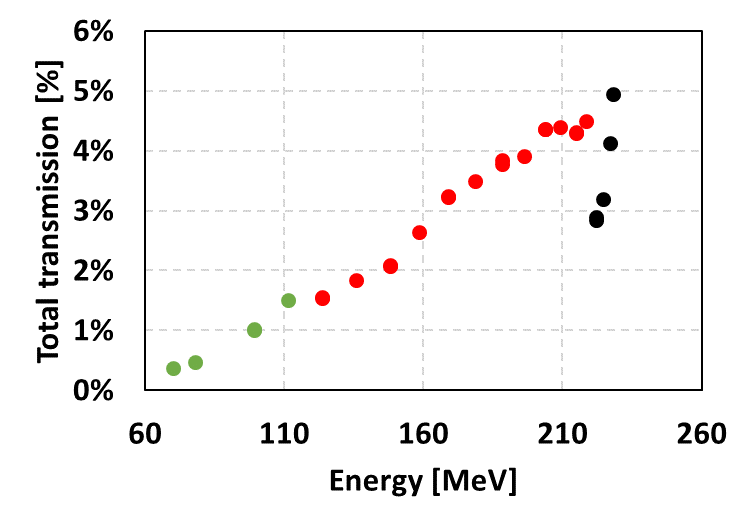 Total transmission [%]
6%
5%
4%
3%
2%
1%
0%
60 110 160 210 260
Energy [MeV]